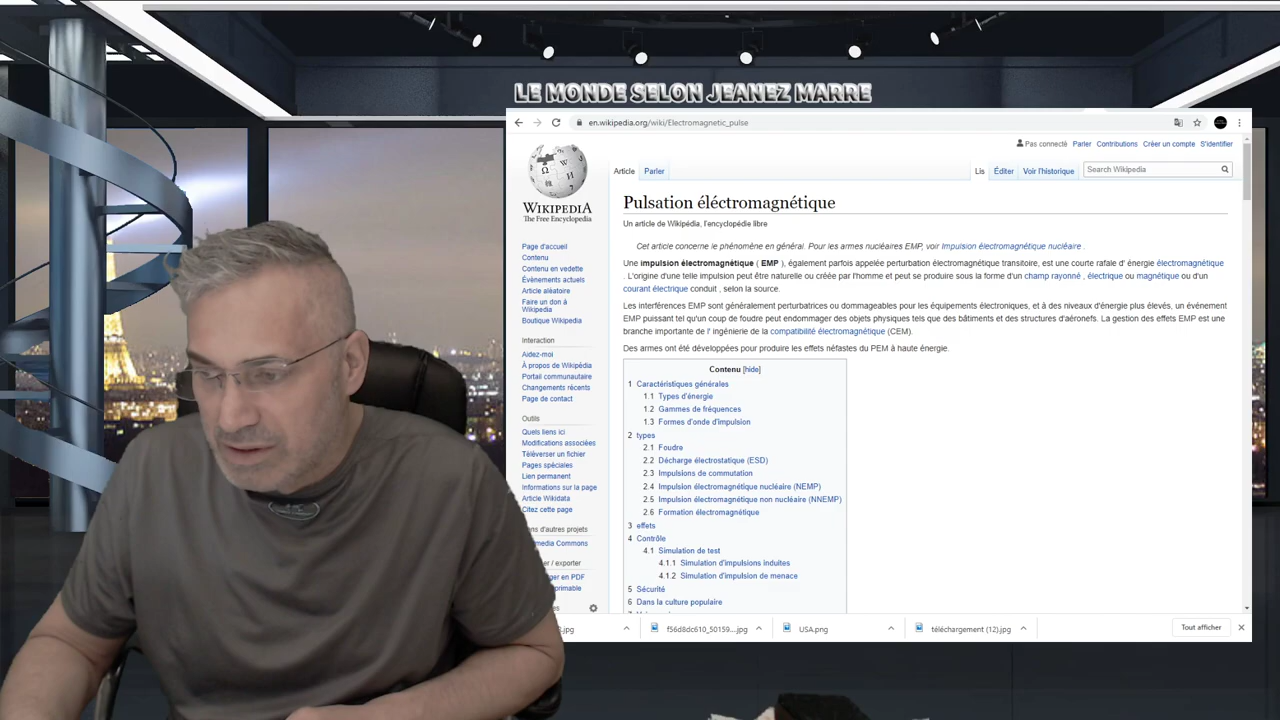 LE MONDE SELON JEANEZ MARRE
en.wikipedia.org/wiki/Electromagnetic_pulse
Pas connecté Parler Contributions Créer un compte S'identifier
Article Parler Lis Éditer Voir l'historique Search Wikipedia
WIKIPEDIA
The Free Encyclopedia
Page d'accueil
Contenu
Contenu en vedette
Évènements actuels
Article aléatoire
Faire un don à
Wikipedia
Boutique Wikipedia
Interaction
Aidez-moi
À propos de Wikipédia
Portail communautaire
Changements récents
Page de contact
Outils
Quels liens ici
Modifications associées
Téléverser un fichier
Pages spéciales
Lien permanent
Informations sur la page
Article Wikidata
Citez cette page
d'autres projets
media Commons
/ exporter
en PDF
Pulsation éléctromagnétique
Un article de Wikipédia, l'encyclopédie libre
Cet article concerne le phénomène en général. Pour les armes nucléaires EMP, voir Impulsion électromagnétique nucléaire .
Une impulsion électromagnétique ( EMP ), également parfois appelée perturbation électromagnétique transitoire, est une courte rafale d' énergie électromagnétique
. L'origine d'une telle impulsion peut être naturelle ou créée par l'homme et peut se produire sous la forme d'un champ rayonné , électrique ou magnétique ou d'un
courant électrique conduit , selon la source.
Les interférences EMP sont généralement perturbatrices ou dommageables pour les équipements électroniques, et à des niveaux d'énergie plus élevés, un événement
EMP puissant tel qu'un coup de foudre peut endommager des objets physiques tels que des bâtiments et des structures d'aéronefs. La gestion des effets EMP est une
branche importante de l' ingénierie de la compatibilité électromagnétique (CEM).
Des armes ont été développées pour produire les effets néfastes du PEM à haute énergie.
Contenu [hide]
1 Caractéristiques générales
1.1 Types d'énergie
1.2 Gammes de fréquences
1.3 Formes d'onde d'impulsion
2 types
2.1 Foudre
2.2 Décharge électrostatique (ESD)
2.3 Impulsions de commutation
2.4 Impulsion électromagnétique nucléaire (NEMP)
2.5 Impulsion électromagnétique non nucléaire (NNEMP)
2.6 Formation électromagnétique
3 effets
4 Contrôle
4.1 Simulation de test
4.1.1 Simulation d'impulsions induites
4.1.2 Simulation d'impulsion de menace
5 Sécurité
6 Dans la culture populaire
.jpg f56d8dc610_50159....jpg USA.png téléchargement (12).jpg Tout afficher